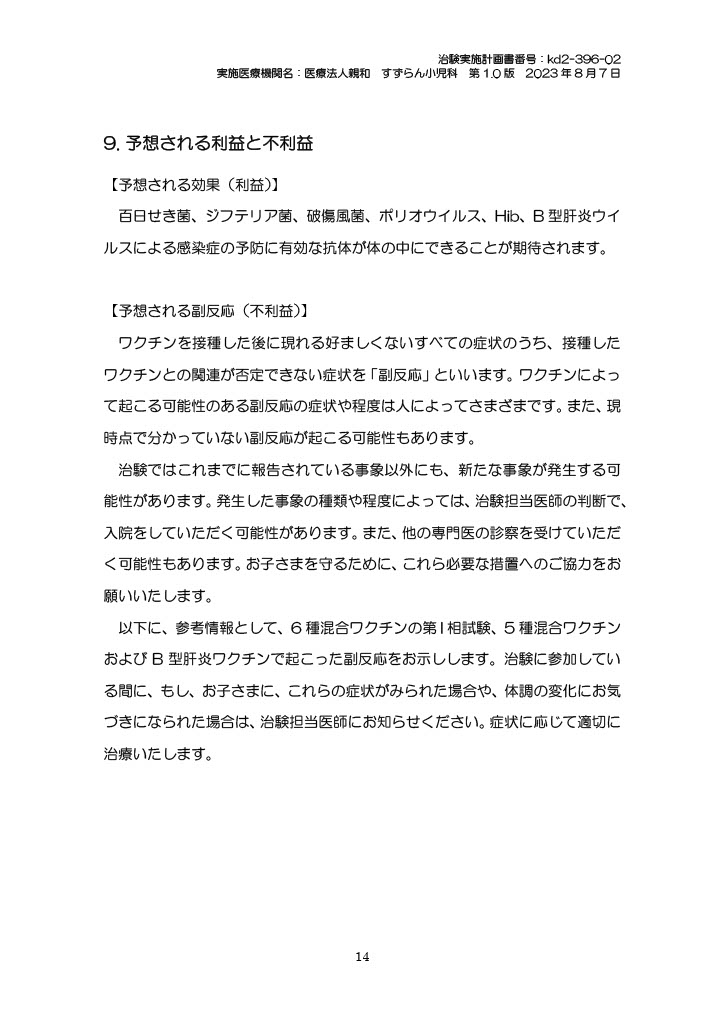 治験実施計画書番号：kd2-396-02
実施医療機関名：医療法人親和　すずらん小児科　第 1.0 版　2023 年 8 月 7 日
9. 予想される利益と不利益
【予想される効果（利益）】
百日せき菌、ジフテリア菌、破傷風菌、ポリオウイルス、Hib、B 型肝炎ウイ
ルスによる感染症の予防に有効な抗体が体の中にできることが期待されます。
【予想される副反応（不利益）】
ワクチンを接種した後に現れる好ましくないすべての症状のうち、接種した
ワクチンとの関連が否定できない症状を「副反応」といいます。ワクチンによっ
て起こる可能性のある副反応の症状や程度は人によってさまざまです。また、現
時点で分かっていない副反応が起こる可能性もあります。
治験ではこれまでに報告されている事象以外にも、新たな事象が発生する可
能性があります。発生した事象の種類や程度によっては、治験担当医師の判断で、
入院をしていただく可能性があります。また、他の専門医の診察を受けていただ
く可能性もあります。お子さまを守るために、これら必要な措置へのご協力をお
願いいたします。
以下に、参考情報として、6 種混合ワクチンの第Ⅰ相試験、5 種混合ワクチン
および B 型肝炎ワクチンで起こった副反応をお示しします。治験に参加してい
る間に、もし、お子さまに、これらの症状がみられた場合や、体調の変化にお気
づきになられた場合は、治験担当医師にお知らせください。症状に応じて適切に
治療いたします。
14